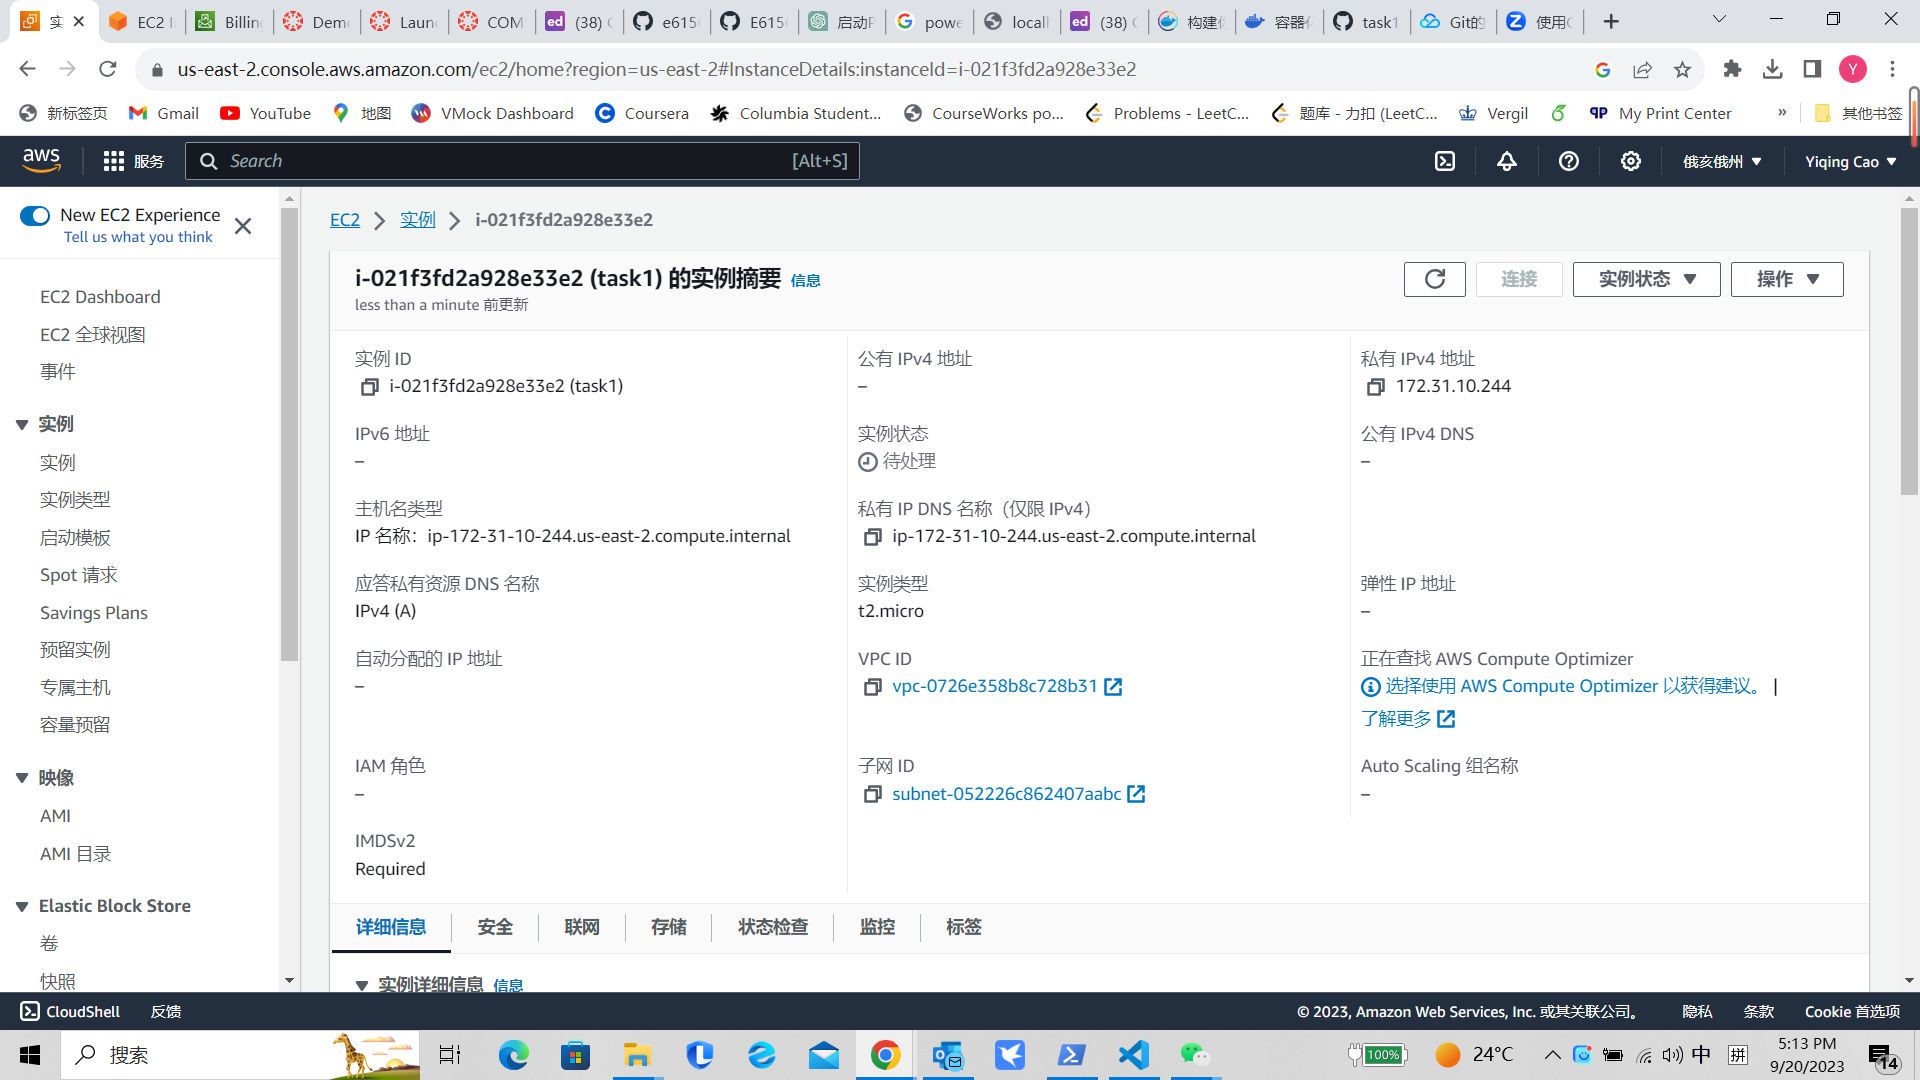 实
EC2 I
Billin
Demo
Laun
COM
(38)
e6156
E6156
启动P
powe
localh
(38)
构建
容器
task1
Git的
使用
us-east-2.console.aws.amazon.com/ec2/home?region=us-east-2#InstanceDetails:instanceId=i-021f3fd2a928e33e2
Y
新标签页
Gmail
YouTube
地图
VMock Dashboard
Coursera
Columbia Student...
CourseWorks po...
Problems - LeetC...
题库 - 力扣 (LeetC...
Vergil
My Print Center
»
其他书签
aws
服务
Search
[Alt+S]
俄亥俄州
Yiqing Cao
New EC2 Experience
Tell us what you think
EC2 Dashboard
EC2 全球视图
事件
实例
实例
实例类型
启动模板
Spot 请求
Savings Plans
预留实例
专属主机
容量预留
映像
AMI
AMI 目录
Elastic Block Store
卷
快照
EC2
实例
i-021f3fd2a928e33e2
i-021f3fd2a928e33e2 (task1) 的实例摘要 信息
less than a minute 前更新
连接
实例状态
操作
实例 ID
i-021f3fd2a928e33e2 (task1)
公有 IPv4 地址
–
私有 IPv4 地址
172.31.10.244
IPv6 地址
–
实例状态
待处理
公有 IPv4 DNS
–
主机名类型
IP 名称：ip-172-31-10-244.us-east-2.compute.internal
私有 IP DNS 名称（仅限 IPv4）
ip-172-31-10-244.us-east-2.compute.internal
应答私有资源 DNS 名称
IPv4 (A)
实例类型
t2.micro
弹性 IP 地址
–
自动分配的 IP 地址
–
VPC ID
vpc-0726e358b8c728b31
正在查找 AWS Compute Optimizer
选择使用 AWS Compute Optimizer 以获得建议。 |
了解更多
IAM 角色
–
子网 ID
subnet-052226c862407aabc
Auto Scaling 组名称
–
IMDSv2
Required
详细信息
安全
联网
存储
状态检查
监控
标签
实例详细信息 信息
CloudShell
反馈
© 2023, Amazon Web Services, Inc. 或其关联公司。
隐私
条款
Cookie 首选项
搜索
100%
24°C
中
拼
5:13 PM
9/20/2023
14